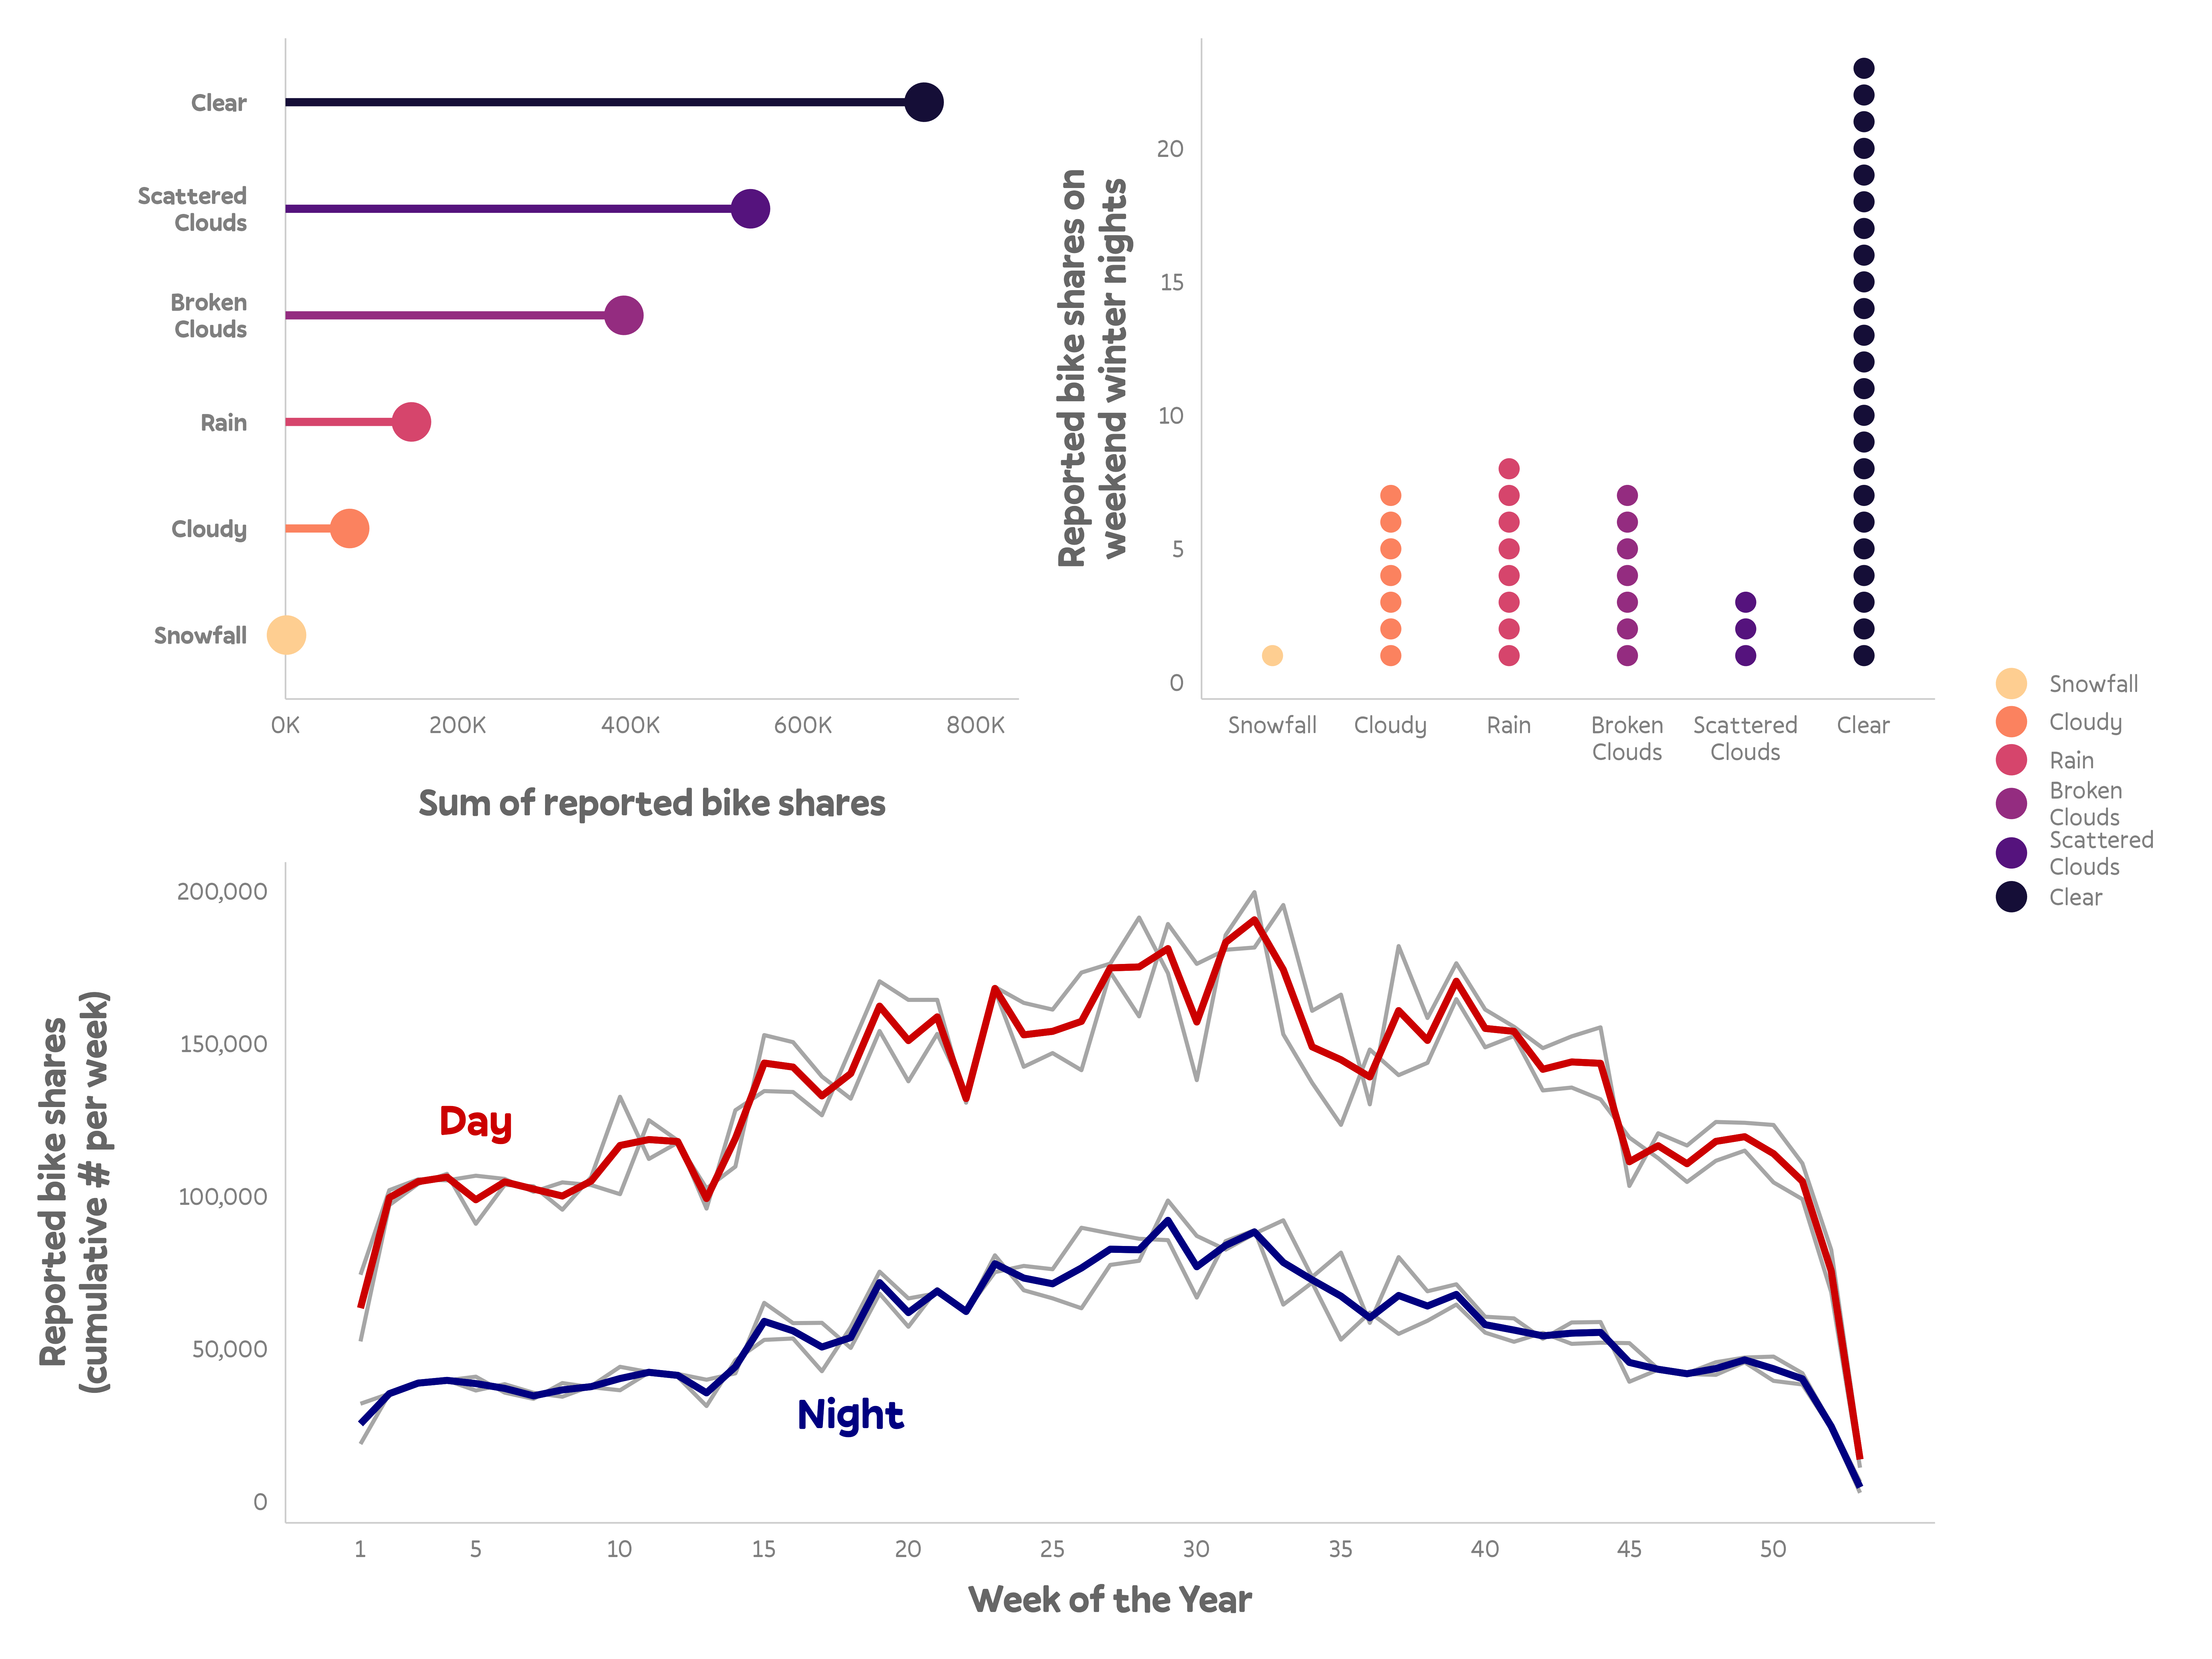 Clear
Scattered
Clouds
Broken
Clouds
Rain
Cloudy
Snowfall
0K
200K
400K
600K
800K
Sum of reported bike shares
Reported bike shares on
weekend winter nights
20
15
10
5
0
Snowfall
Cloudy
Rain
Broken
Clouds
Scattered
Clouds
Clear
Snowfall
Cloudy
Rain
Broken
Clouds
Scattered
Clouds
Clear
Reported bike shares
(cumulative # per week)
200,000
150,000
100,000
50,000
0
Day
Night
1
5
10
15
20
25
30
35
40
45
50
Week of the Year